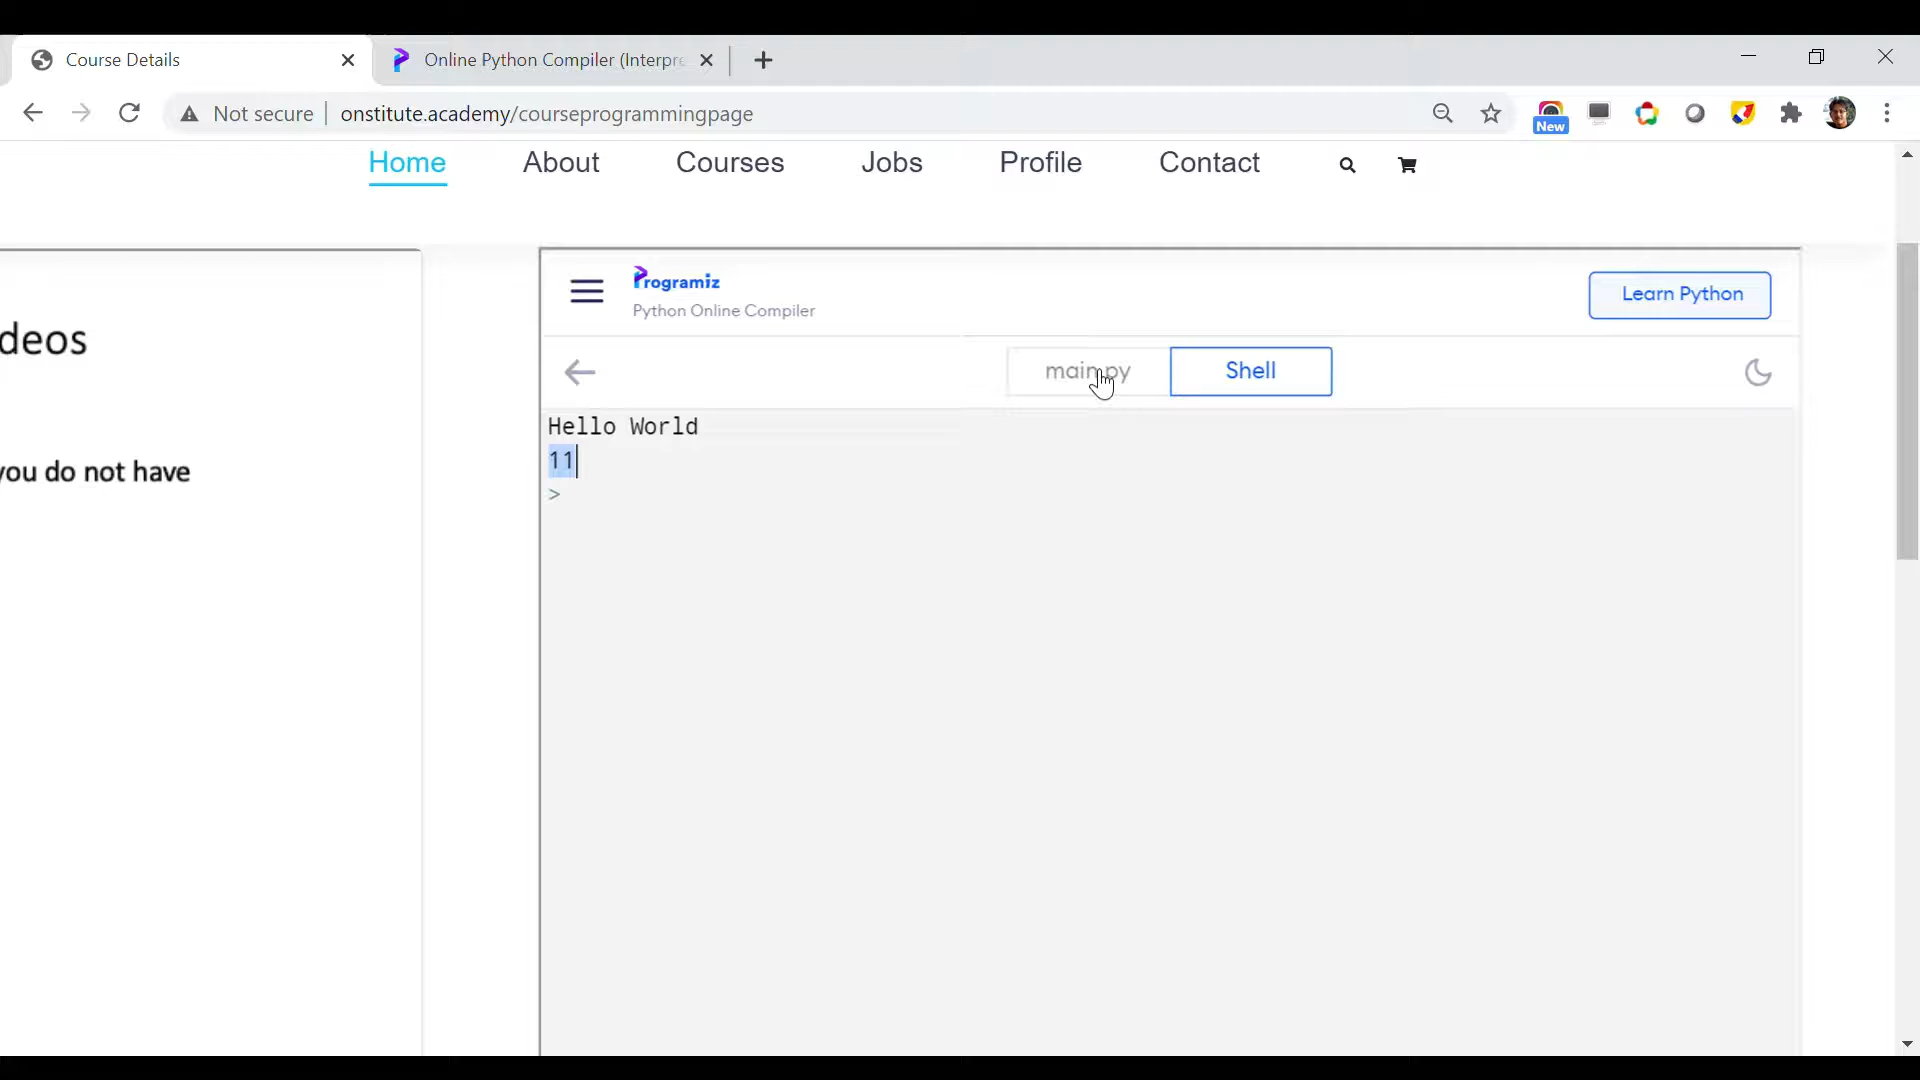 Course Details
Online Python Compiler (Interpre
Not secure
onstitute.academy/courseprogrammingpage
New
Home
About
Courses
Jobs
Profile
Contact
deos
you do not have
Programiz
Python Online Compiler
Learn Python
main.py
Shell
Hello World
11
>